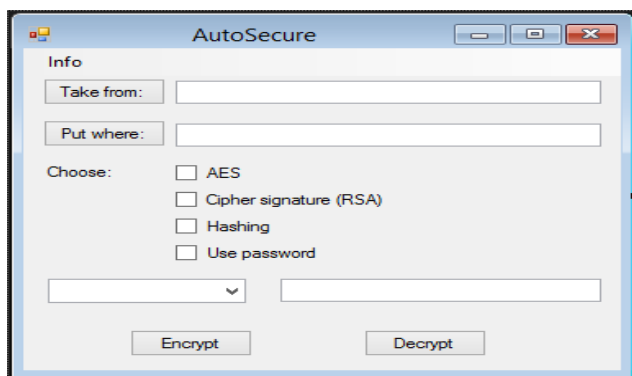 AutoSecure
Info
Take from:
Put where:
Choose:
AES
Cipher signature (RSA)
Hashing
Use password
Encrypt
Decrypt